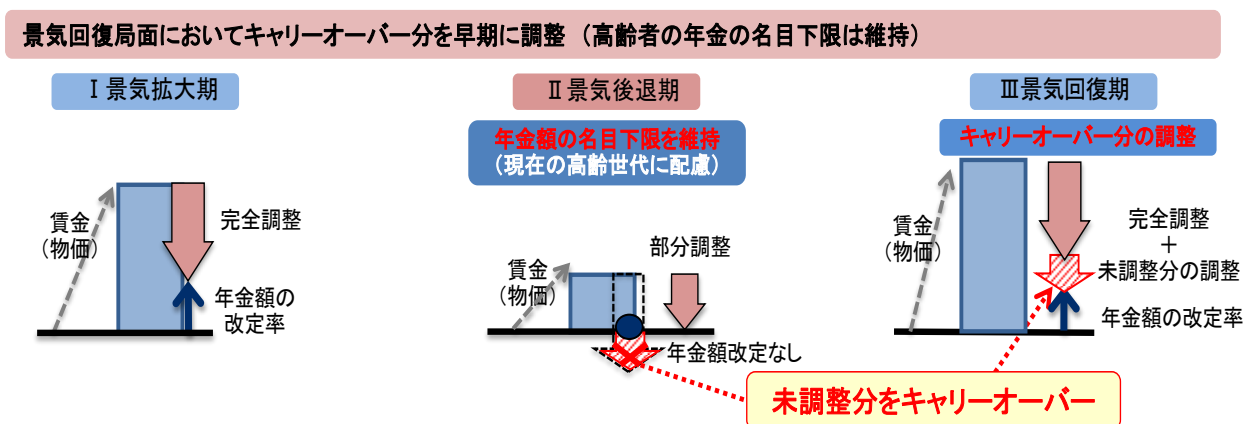 景気回復局面においてキャリーオーバー分を早期に調整 (高齢者の年金の名目下限は維持)
Ⅰ景気拡大期
賃金
(物価)
完全調整
年金額の
改定率
Ⅱ景気後退期
年金額の名目下限を維持
(現在の高齢世代に配慮)
賃金
(物価)
部分調整
年金額改定なし
Ⅲ景気回復期
キャリーオーバー分の調整
賃金
(物価)
完全調整
+
未調整分の調整
年金額の改定率
未調整分をキャリーオーバー